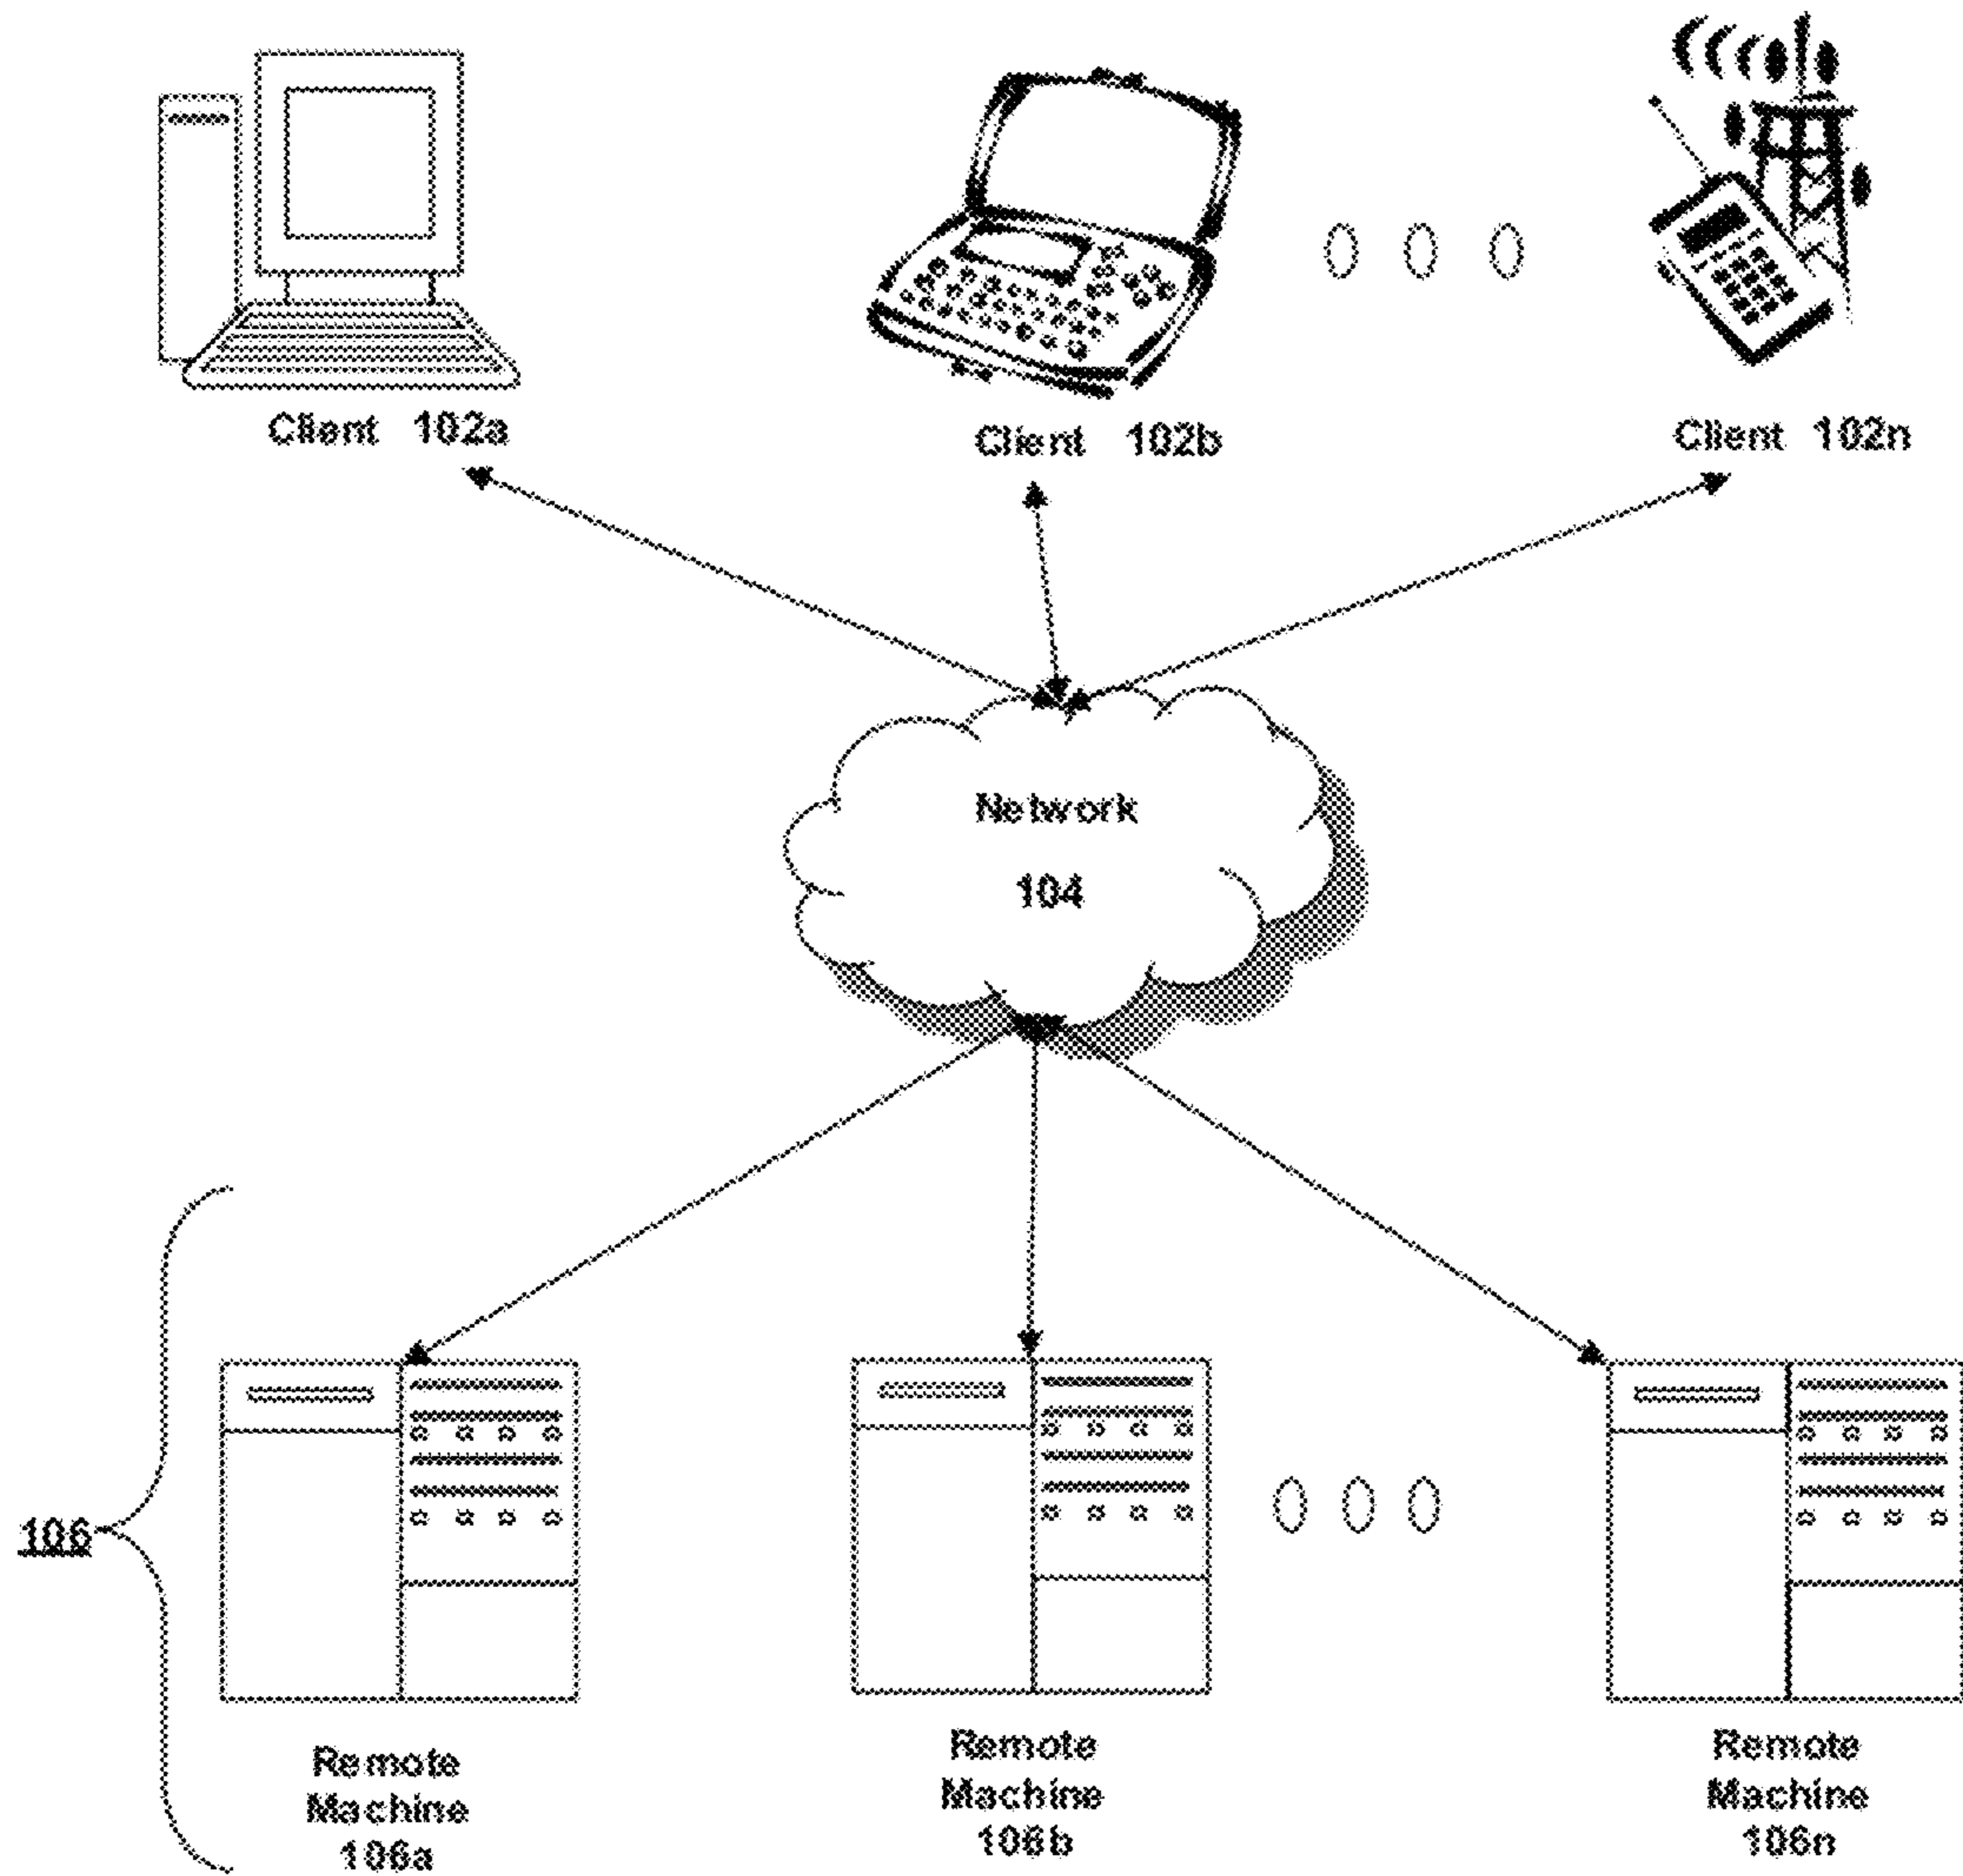 Client 102a
Client 102b
Client 102n
Network
104
106
Remote
Machine
106a
Remote
Machine
106b
Remote
Machine
106n